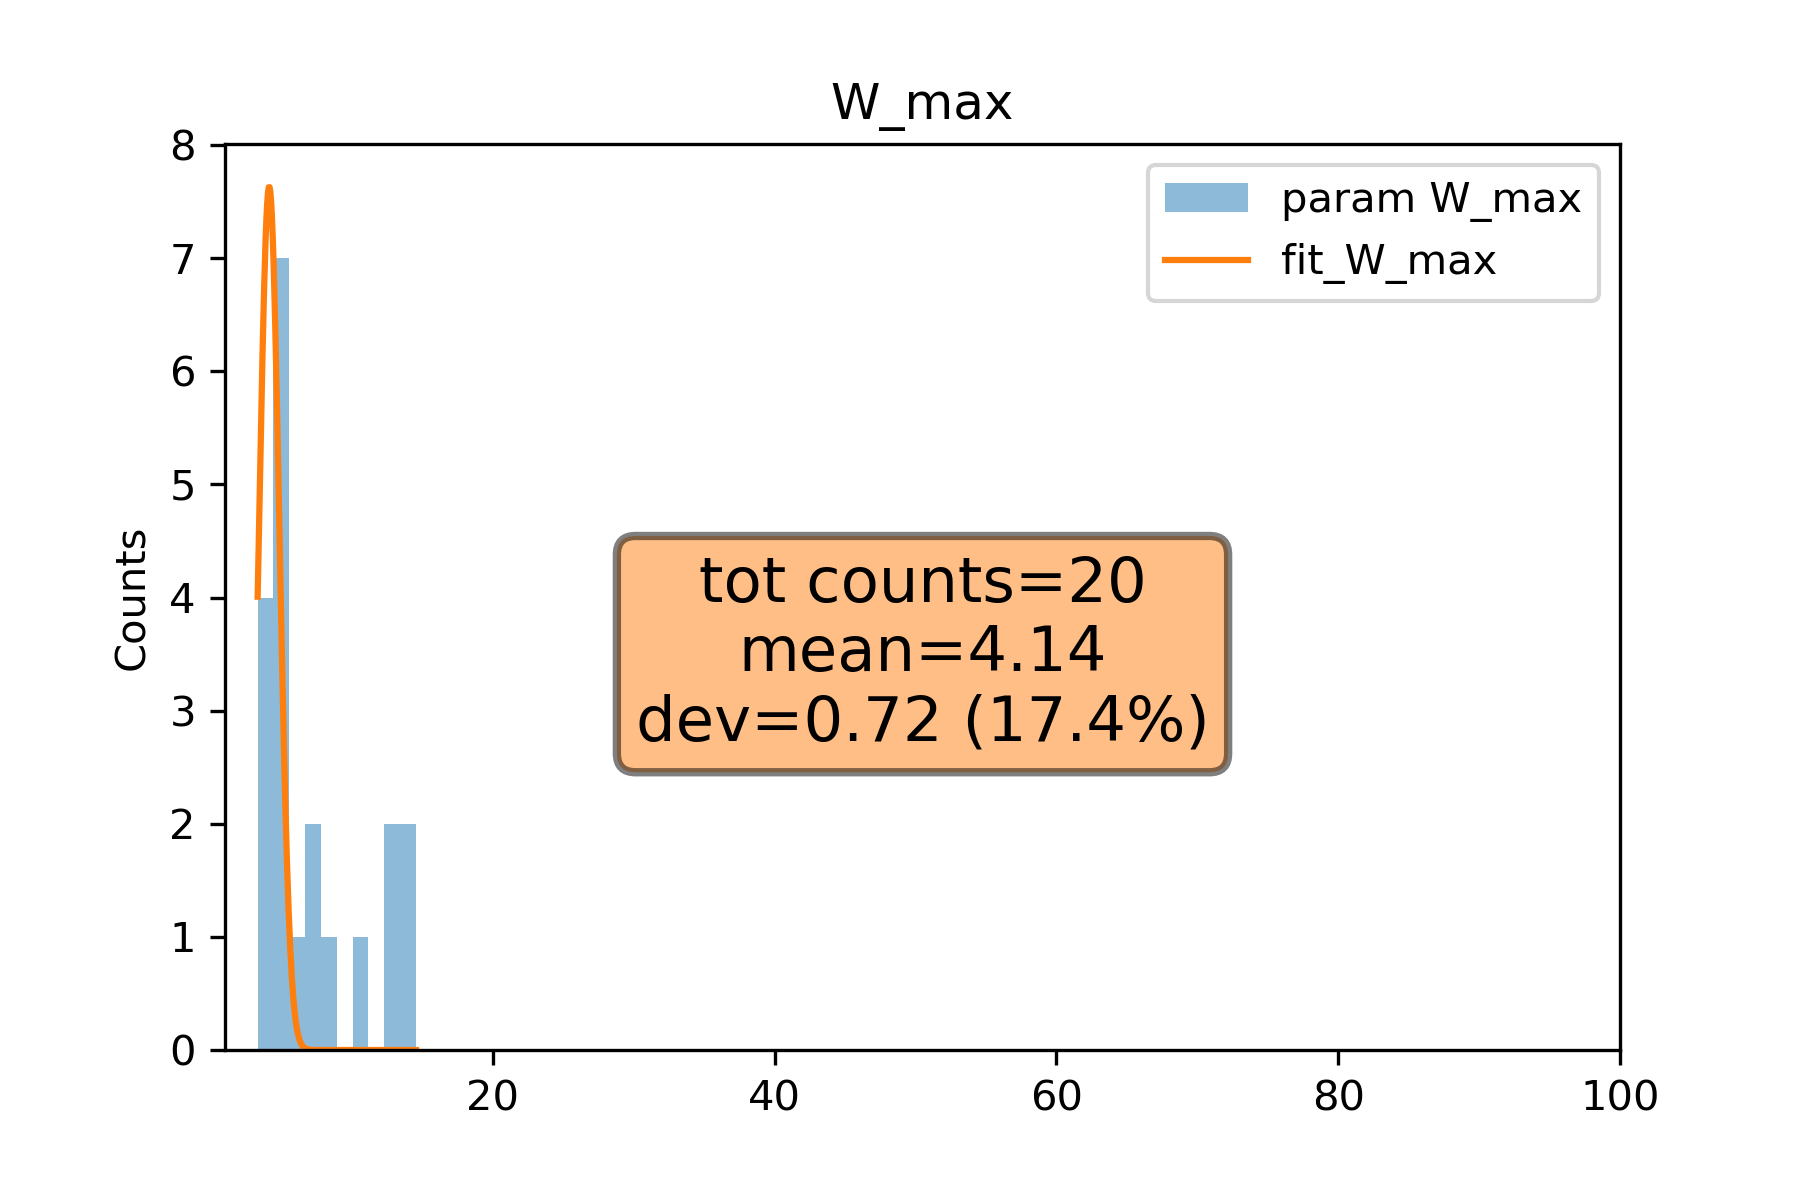 W_max
8
7
6
5
4
3
2
1
0
Counts
param W_max
fit_W_max
tot counts=20
mean=4.14
dev=0.72 (17.4%)
20 40 60 80 100